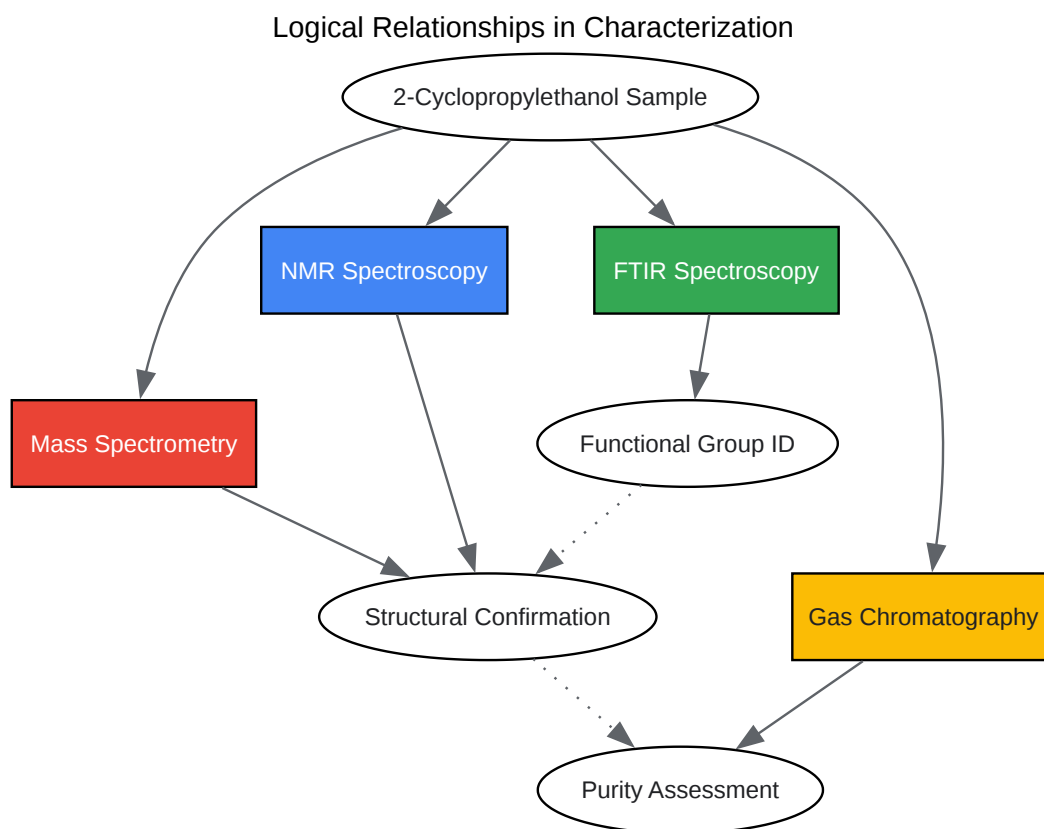 Logical Relationships in Characterization
2-Cyclopropylethanol Sample
NMR Spectroscopy
FTIR Spectroscopy
Mass Spectrometry
Functional Group ID
Structural Confirmation
Gas Chromatography
Purity Assessment